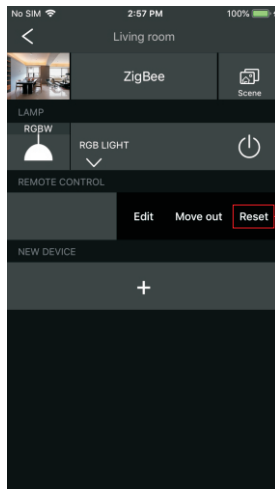 No SIM 2:57 PM 100%
Living room
ZigBee
Scene
LAMP
RGBW
RGB LIGHT
REMOTE CONTROL
Edit Move out Reset
NEW DEVICE
+